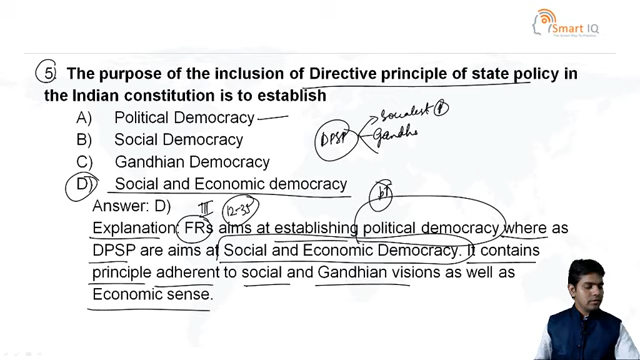 Smart IQ
5. The purpose of the inclusion of Directive principle of state policy in
the Indian constitution is to establish
A) Political Democracy
B) Social Democracy
C) Gandhian Democracy
D) Social and Economic democracy
DPSP
Socialist P
Gandhe
Answer: D)
III
12-35
Explanation: FRs aims at establishing political democracy where as
DPSP are aims at Social and Economic Democracy. It contains
principle adherent to social and Gandhian visions as well as
Economic sense.